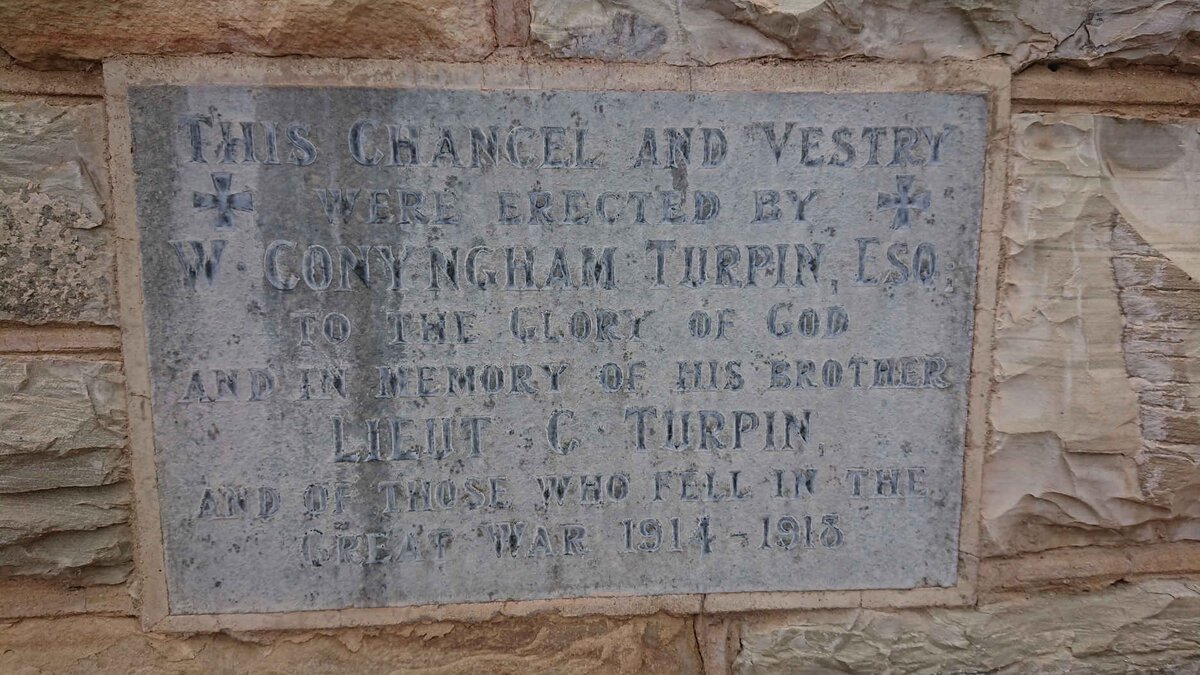 This Chancel and Vestry
were erected by
W. Conyngham Turpin, Esq.,
to the Glory of God
and in memory of his brother
Lieut C. Turpin,
and of those who fell in the
Great War 1914-1918